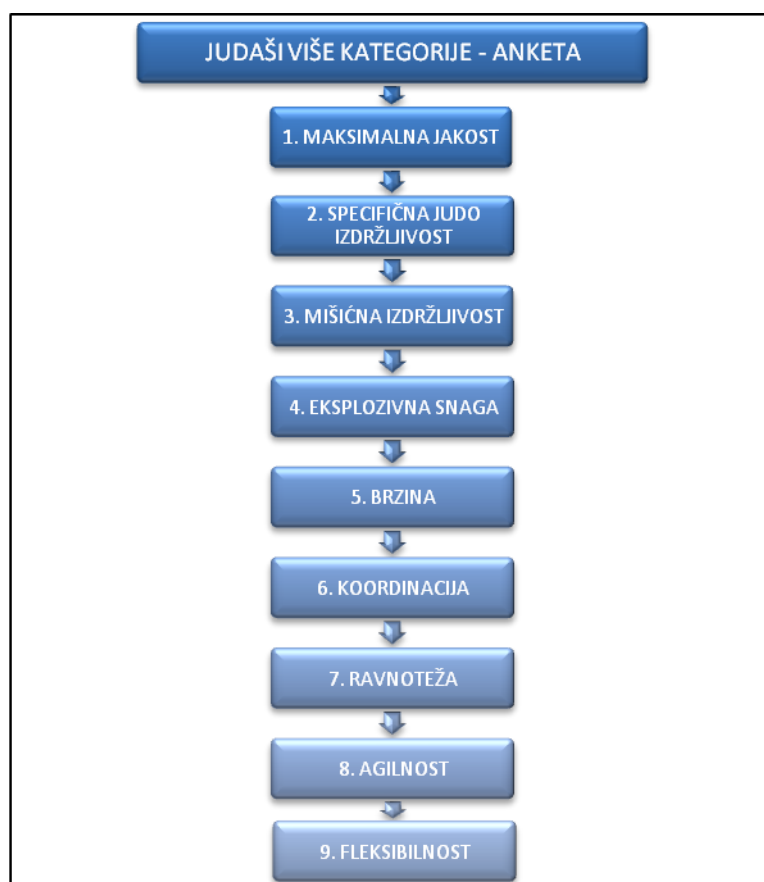 JUDAŠI VIŠE KATEGORIJE - ANKETA
1. MAKSIMALNA JAKOST
2. SPECIFIČNA JUDO
IZDRŽLJIVOST
3. MIŠIĆNA IZDRŽLJIVOST
4. EKSPLOZIVNA SNAGA
5. BRZINA
6. KOORDINACIJA
7. RAVNOTEŽA
8. AGILNOST
9. FLEKSIBILNOST